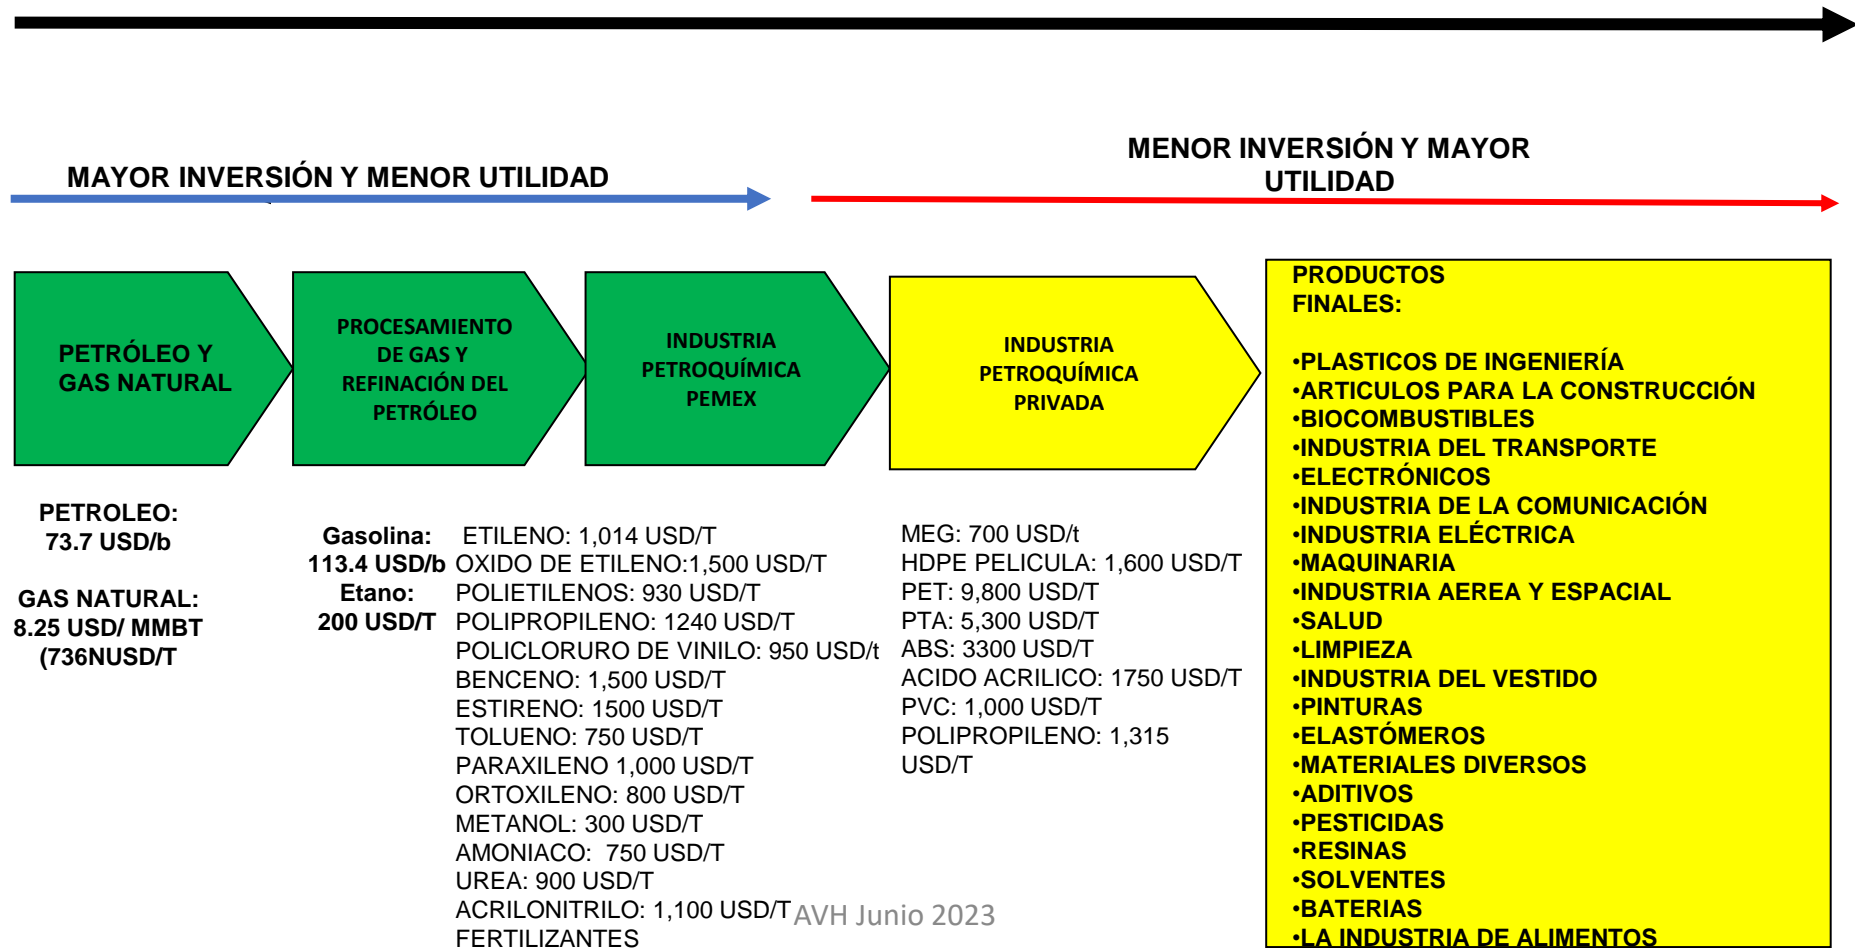 MAYOR INVERSIÓN Y MENOR UTILIDAD
MENOR INVERSIÓN Y MAYOR
UTILIDAD
PETRÓLEO Y
GAS NATURAL
PROCESAMIENTO
DE GAS Y
REFINACIÓN DEL
PETRÓLEO
INDUSTRIA
PETROQUÍMICA
PEMEX
INDUSTRIA
PETROQUÍMICA
PRIVADA
PRODUCTOS
FINALES:
•PLASTICOS DE INGENIERÍA
•ARTICULOS PARA LA CONSTRUCCIÓN
•BIOCOMBUSTIBLES
•INDUSTRIA DEL TRANSPORTE
•ELECTRÓNICOS
•INDUSTRIA DE LA COMUNICACIÓN
•INDUSTRIA ELÉCTRICA
•MAQUINARIA
•INDUSTRIA AEREA Y ESPACIAL
•SALUD
•LIMPIEZA
•INDUSTRIA DEL VESTIDO
•PINTURAS
•ELASTÓMEROS
•MATERIALES DIVERSOS
•ADITIVOS
•PESTICIDAS
•RESINAS
•SOLVENTES
•BATERIAS
•LA INDUSTRIA DE ALIMENTOS
PETROLEO:
73.7 USD/b
GAS NATURAL:
8.25 USD/ MMBT
(736NUSD/T
Gasolina:
113.4 USD/b
Etano:
200 USD/T
ETILENO: 1,014 USD/T
OXIDO DE ETILENO:1,500 USD/T
POLIETILENOS: 930 USD/T
POLIPROPILENO: 1240 USD/T
POLICLORURO DE VINILO: 950 USD/t
BENCENO: 1,500 USD/T
ESTIRENO: 1500 USD/T
TOLUENO: 750 USD/T
PARAXILENO 1,000 USD/T
ORTOXILENO: 800 USD/T
METANOL: 300 USD/T
AMONIACO:  750 USD/T
UREA: 900 USD/T
ACRILONITRILO: 1,100 USD/T
FERTILIZANTES
MEG: 700 USD/t
HDPE PELICULA: 1,600 USD/T
PET: 9,800 USD/T
PTA: 5,300 USD/T
ABS: 3300 USD/T
ACIDO ACRILICO: 1750 USD/T
PVC: 1,000 USD/T
POLIPROPILENO: 1,315
USD/T
AVH Junio 2023